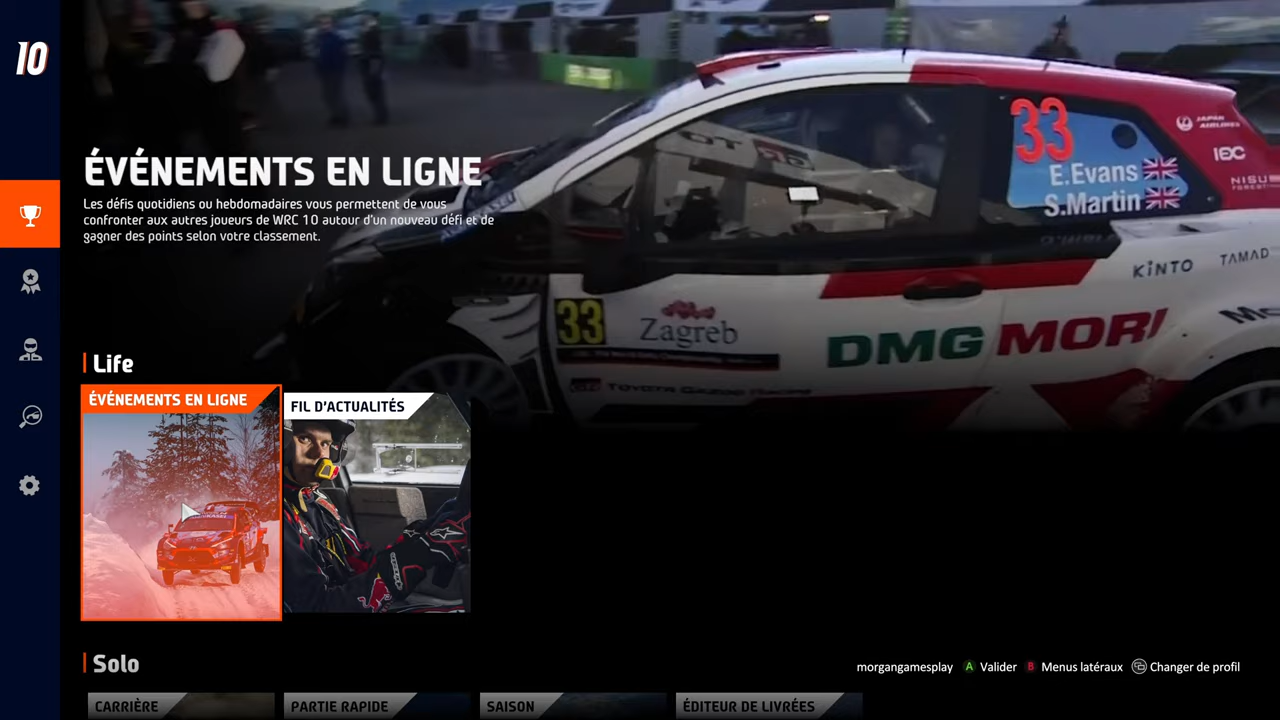 10
33
E.Evans
S.Martin
JAPAN AIRLINES
KINTO
TAMAD
33
Zagreb
DMG MORI
TOYOTA GAZOO Racing
ÉVÉNEMENTS EN LIGNE
Les défis quotidiens ou hebdomadaires vous permettent de vous
confronter aux autres joueurs de WRC 10 autour d'un nouveau défi et de
gagner des points selon votre classement.
Life
ÉVÉNEMENTS EN LIGNE
FIL D'ACTUALITÉS
Solo
morgangamesplay A Valider B Menus latéraux Changer de profil
CARRIÈRE
PARTIE RAPIDE
SAISON
ÉDITEUR DE LIVRÉES